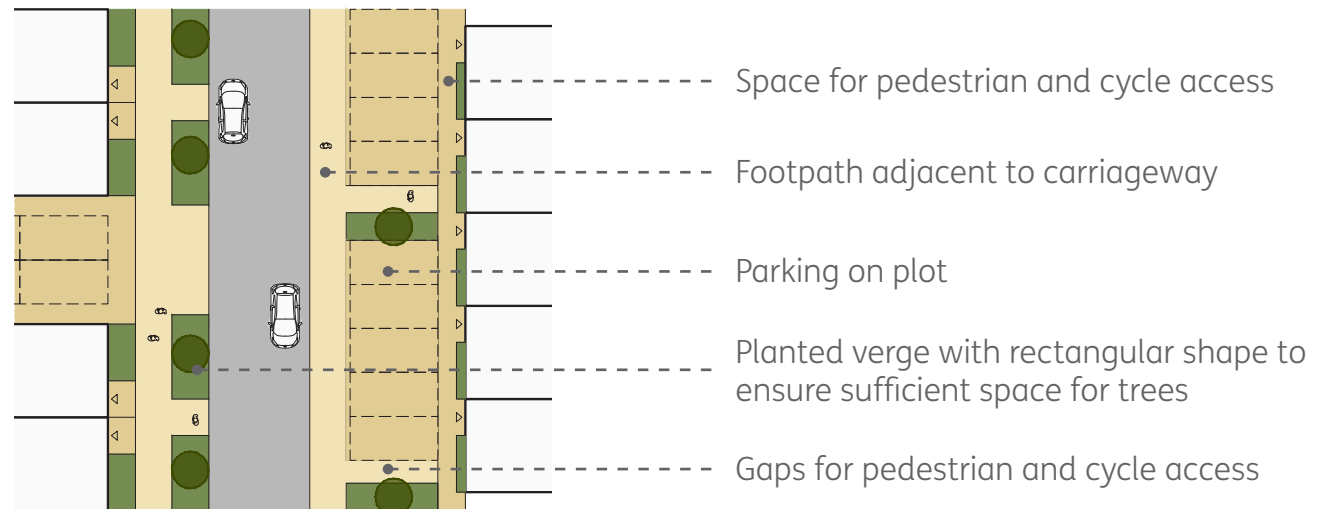 Space for pedestrian and cycle access
Footpath adjacent to carriageway
Parking on plot
Planted verge with rectangular shape to
ensure sufficient space for trees
Gaps for pedestrian and cycle access